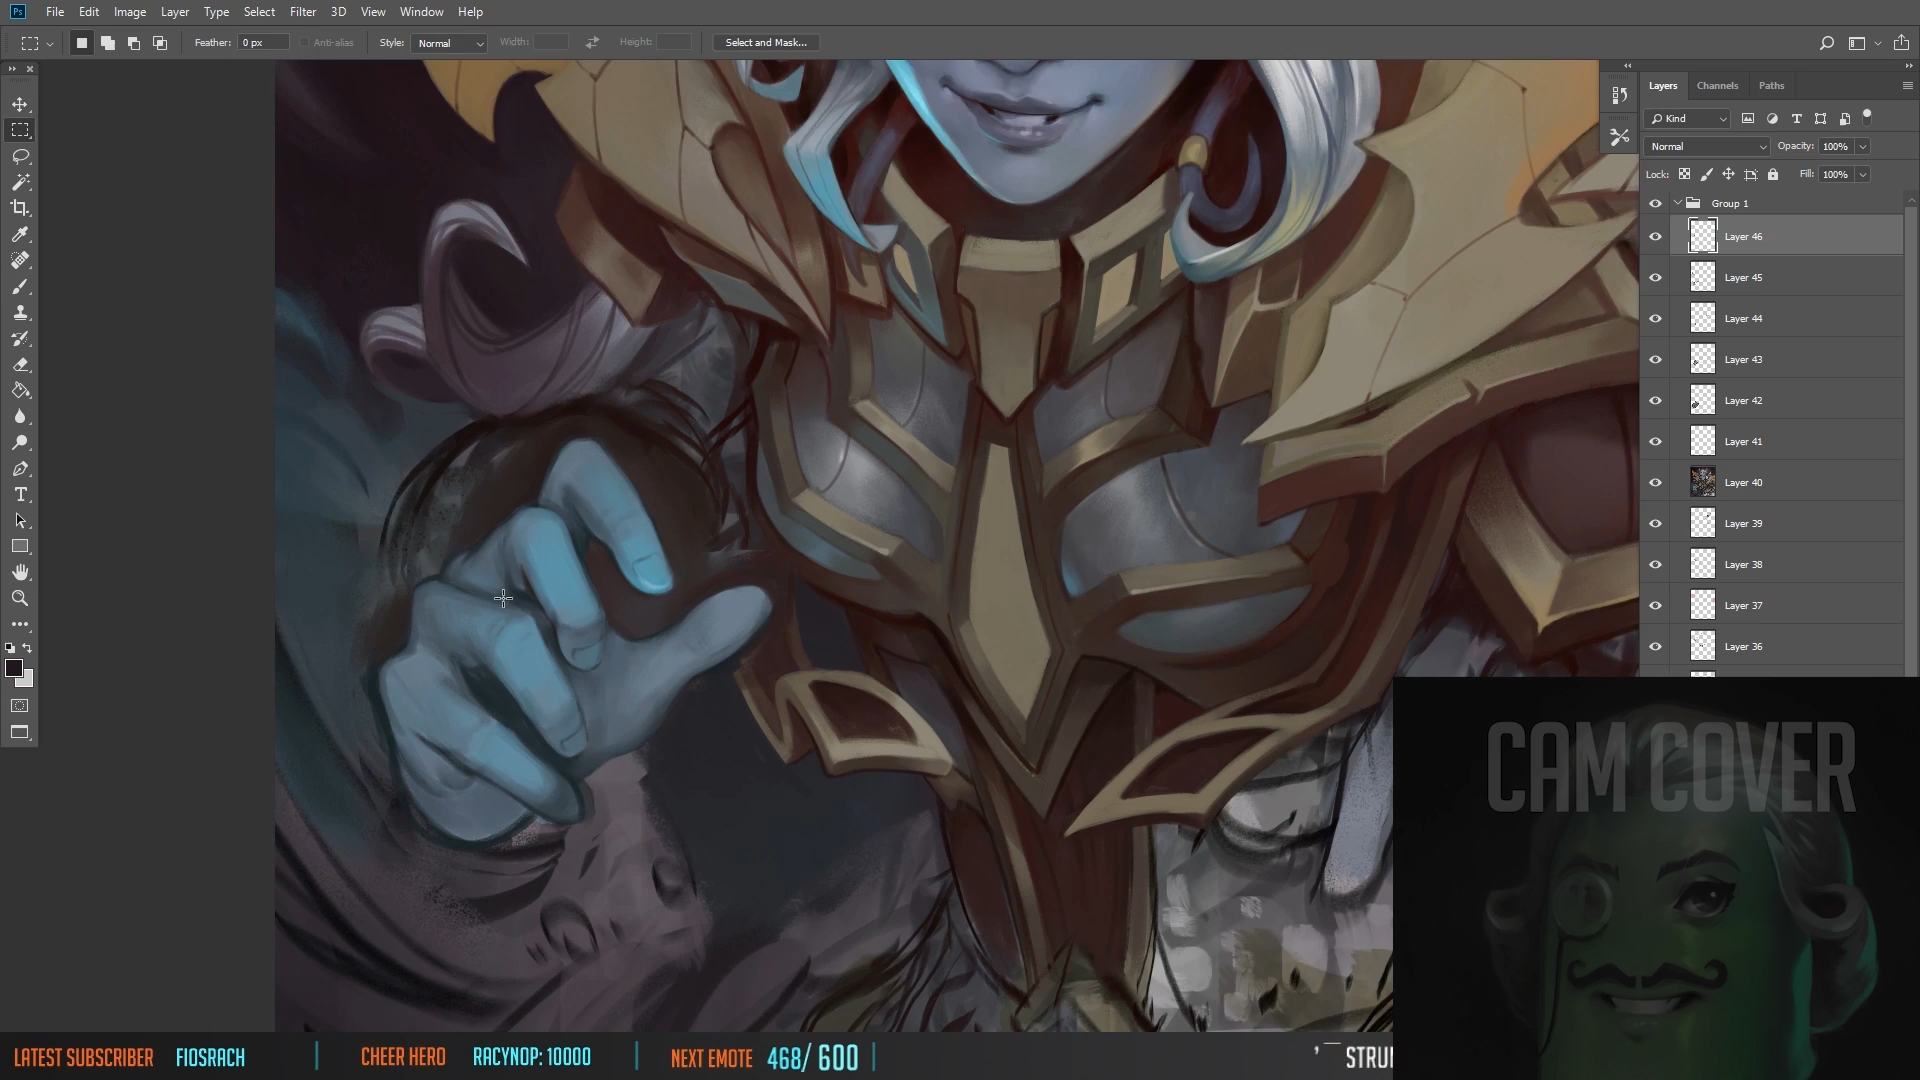 Ps File Edit Image Layer Type Select Filter 3D View Window Help
Feather: 0 px Anti-alias Style: Normal Width: Height: Select and Mask...
Layers Channels Paths
Kind
Normal Opacity: 100%
Lock: Fill: 100%
Group 1
Layer 46
Layer 45
Layer 44
Layer 43
Layer 42
Layer 41
Layer 40
Layer 39
Layer 38
Layer 37
Layer 36
CAM COVER
LATEST SUBSCRIBER FIOSRACH CHEER HERO RACYNOP: 10000 NEXT EMOTE 468/ 600